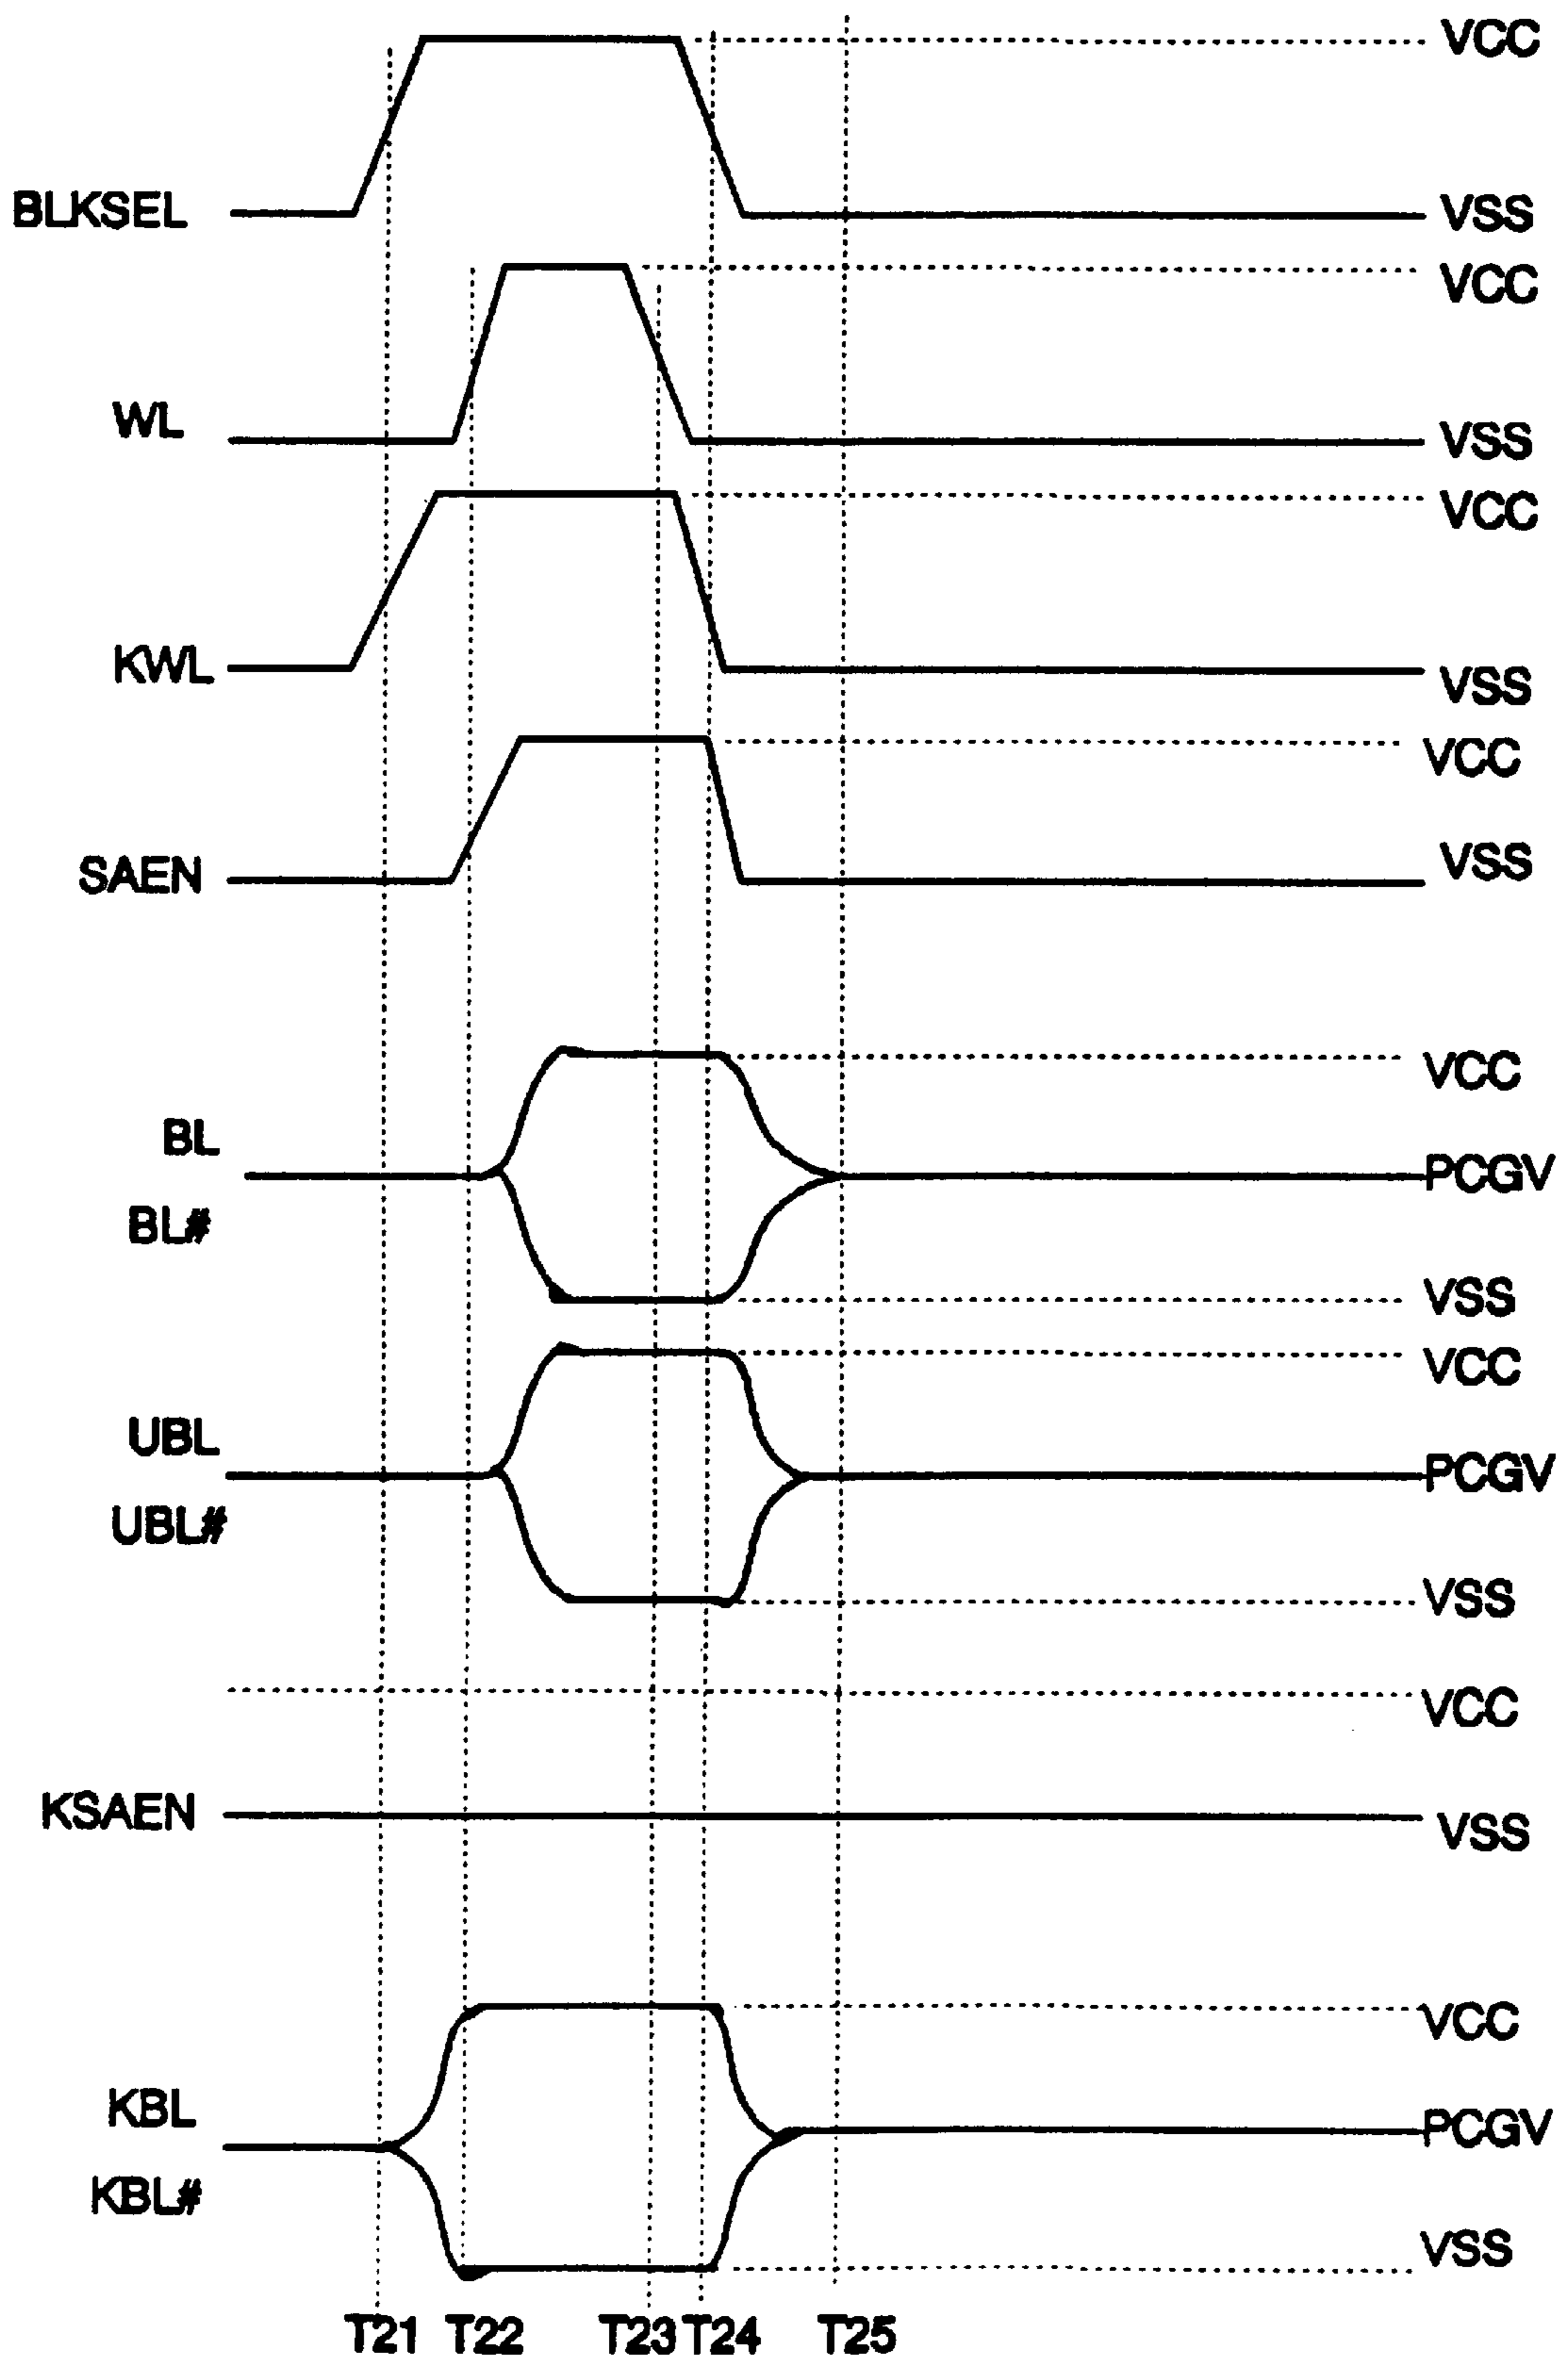 VCC
BLKSEL VSS
VCC
WL VSS
VCC
KWL VSS
VCC
SAEN VSS
VCC
BL
PCGV
BL#
VSS
VCC
UBL
PCGV
UBL#
VSS
VCC
KSAEN VSS
VCC
KBL
PCGV
KBL#
VSS
T21 T22 T23 T24 T25